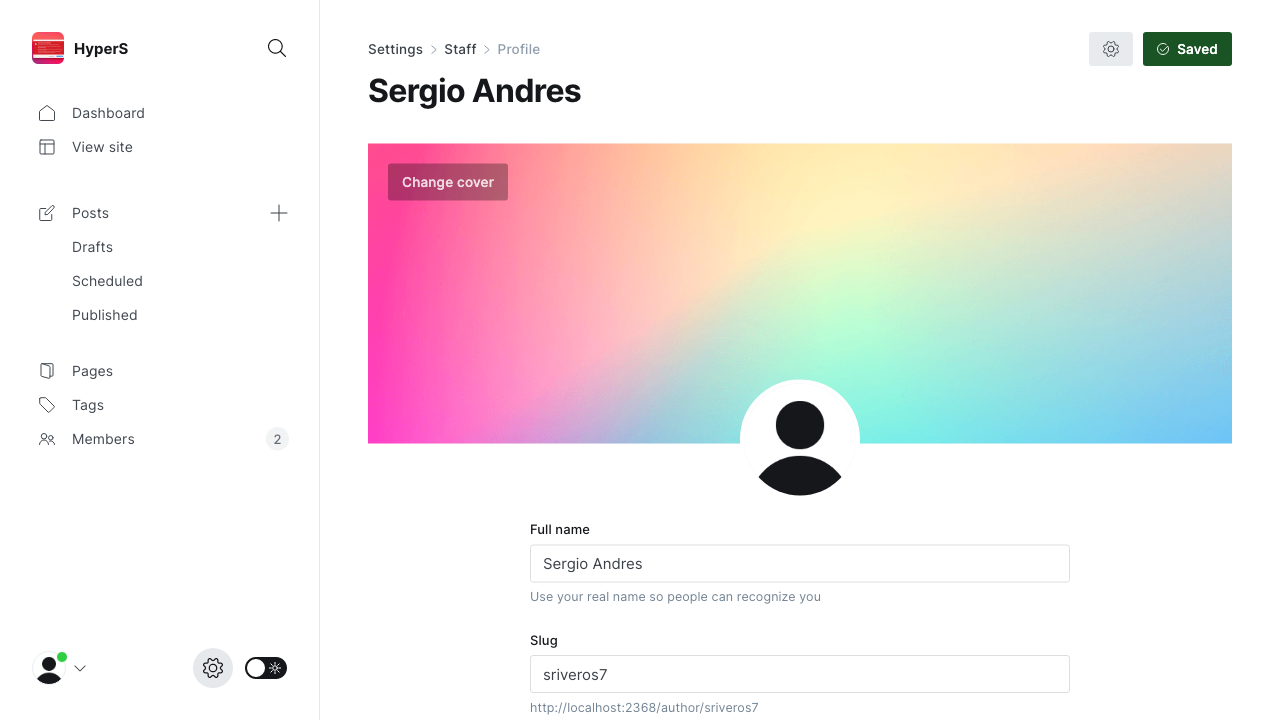 HyperS
Dashboard
View site
Posts
Drafts
Scheduled
Published
Pages
Tags
Members
2
Settings > Staff > Profile
Saved
Sergio Andres
Change cover
Full name
Sergio Andres
Use your real name so people can recognize you
Slug
sriveros7
http://localhost:2368/author/sriveros7